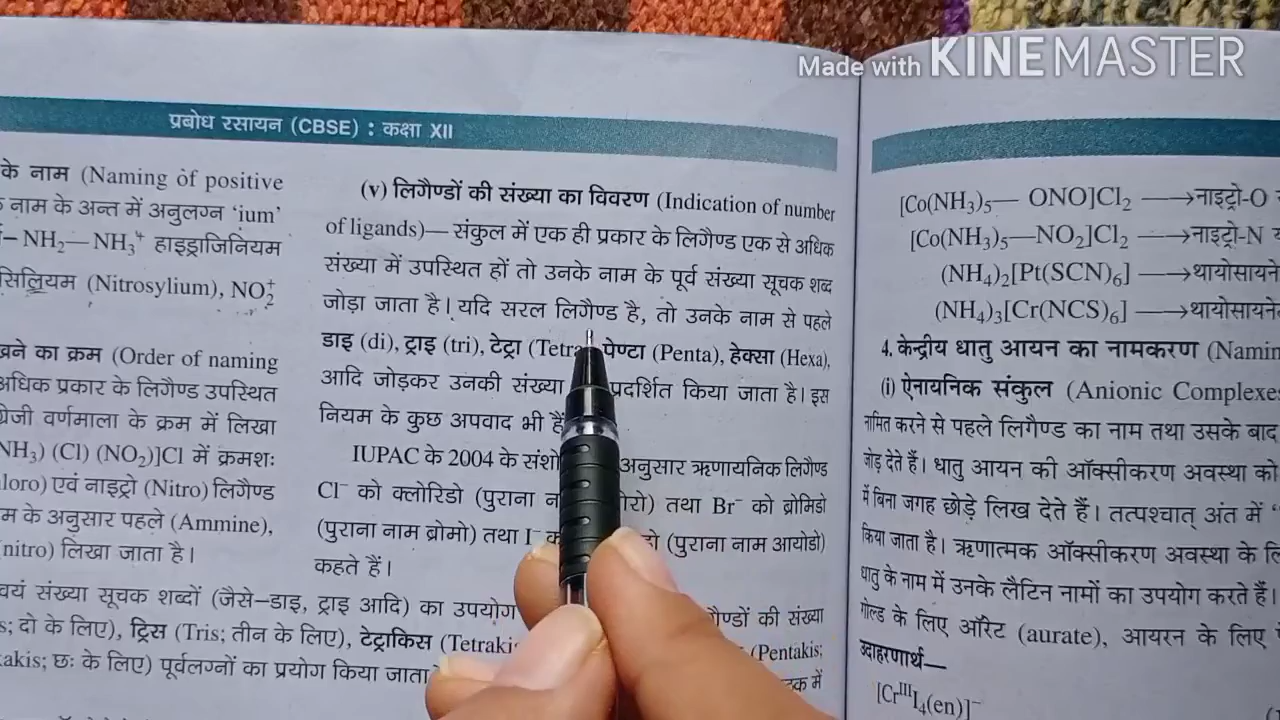 Made with KINEMASTER
प्रबोध रसायन (CBSE) : कक्षा XII
के नाम (Naming of positive
नाम के अन्त में अनुलग्न ‘ium’
– NH₂—NH₃⁺ हाइड्राजिनियम
सिलियम (Nitrosylium), NO₂⁺
का क्रम (Order of naming
अधिक प्रकार के लिगैण्ड उपस्थित
वर्णमाला के क्रम में लिखा
NH₃) (Cl) (NO₂)]Cl में क्रमशः
loro) एवं नाइट्रो (Nitro) लिगैण्ड
के अनुसार पहले (Ammine),
nitro) लिखा जाता है।
(v) लिगैण्डों की संख्या का विवरण (Indication of number
of ligands)— संकुल में एक ही प्रकार के लिगैण्ड एक से अधिक
संख्या में उपस्थित हों तो उनके नाम के पूर्व संख्या सूचक शब्द
जोड़ा जाता है। यदि सरल लिगैण्ड है, तो उनके नाम से पहले
डाइ (di), ट्राइ (tri), टेट्रा (Tetra पेण्टा (Penta), हेक्सा (Hexa),
आदि जोड़कर उनकी संख्या प्रदर्शित किया जाता है। इस
नियम के कुछ अपवाद भी हैं
IUPAC के 2004 के अनुसार ऋणायनिक लिगैण्ड
Cl⁻ को क्लोरिडो (पुराना तथा Br⁻ को ब्रोमिडो
(पुराना नाम ब्रोमो) तथा (पुराना नाम आयोडो)
कहते हैं।
संख्या सूचक शब्दों (जैसे–डाइ, ट्राइ आदि) का उपयोग की संख्या
s; दो के लिए), ट्रिस (Tris; तीन के लिए), टेट्राकिस (Tetrakis (Pentakis;
akis; छः के लिए) पूर्वलग्नों का प्रयोग किया जाता में
[Co(NH₃)₅— ONO]Cl₂ ⟶नाइट्रो-O
[Co(NH₃)₅—NO₂]Cl₂ ⟶नाइट्रो-N
(NH₄)₂[Pt(SCN)₆] ⟶थायोसायने
(NH₄)₃[Cr(NCS)₆] ⟶थायोसायने
4. केन्द्रीय धातु आयन का नामकरण (Namin
(i) ऐनायनिक संकुल (Anionic Complexe
नामित करने से पहले लिगैण्ड का नाम तथा उसके बाद
जोड़ देते हैं। धातु आयन की ऑक्सीकरण अवस्था को
में बिना जगह छोड़े लिख देते हैं। तत्पश्चात् अंत में ‘
किया जाता है। ऋणात्मक ऑक्सीकरण अवस्था के लि
धातु के नाम में उनके लैटिन नामों का उपयोग करते हैं।
गोल्ड के लिए ऑरेट (aurate), आयरन के लिए
उदाहरणार्थ—
[CrᴵᴵᴵI₄(en)]⁻